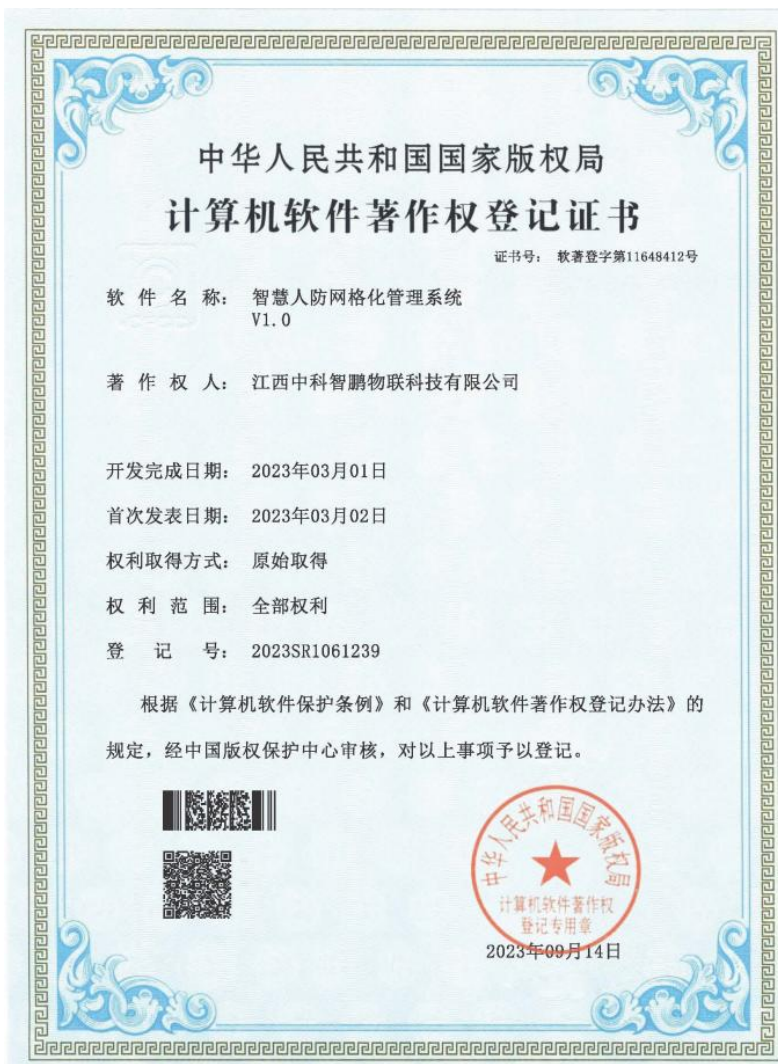 中华人民共和国国家版权局
计算机软件著作权登记证书
证书号： 软著登字第11648412号
软件名称： 智慧人防网格化管理系统
V1.0
著作权人： 江西中科智鹏物联科技有限公司
开发完成日期： 2023年03月01日
首次发表日期： 2023年03月02日
权利取得方式： 原始取得
权利范围： 全部权利
登记号： 2023SR1061239
根据《计算机软件保护条例》和《计算机软件著作权登记办法》的
规定，经中国版权保护中心审核，对以上事项予以登记。
中华人民共和国国家版权局
计算机软件著作权
登记专用章
2023年09月14日